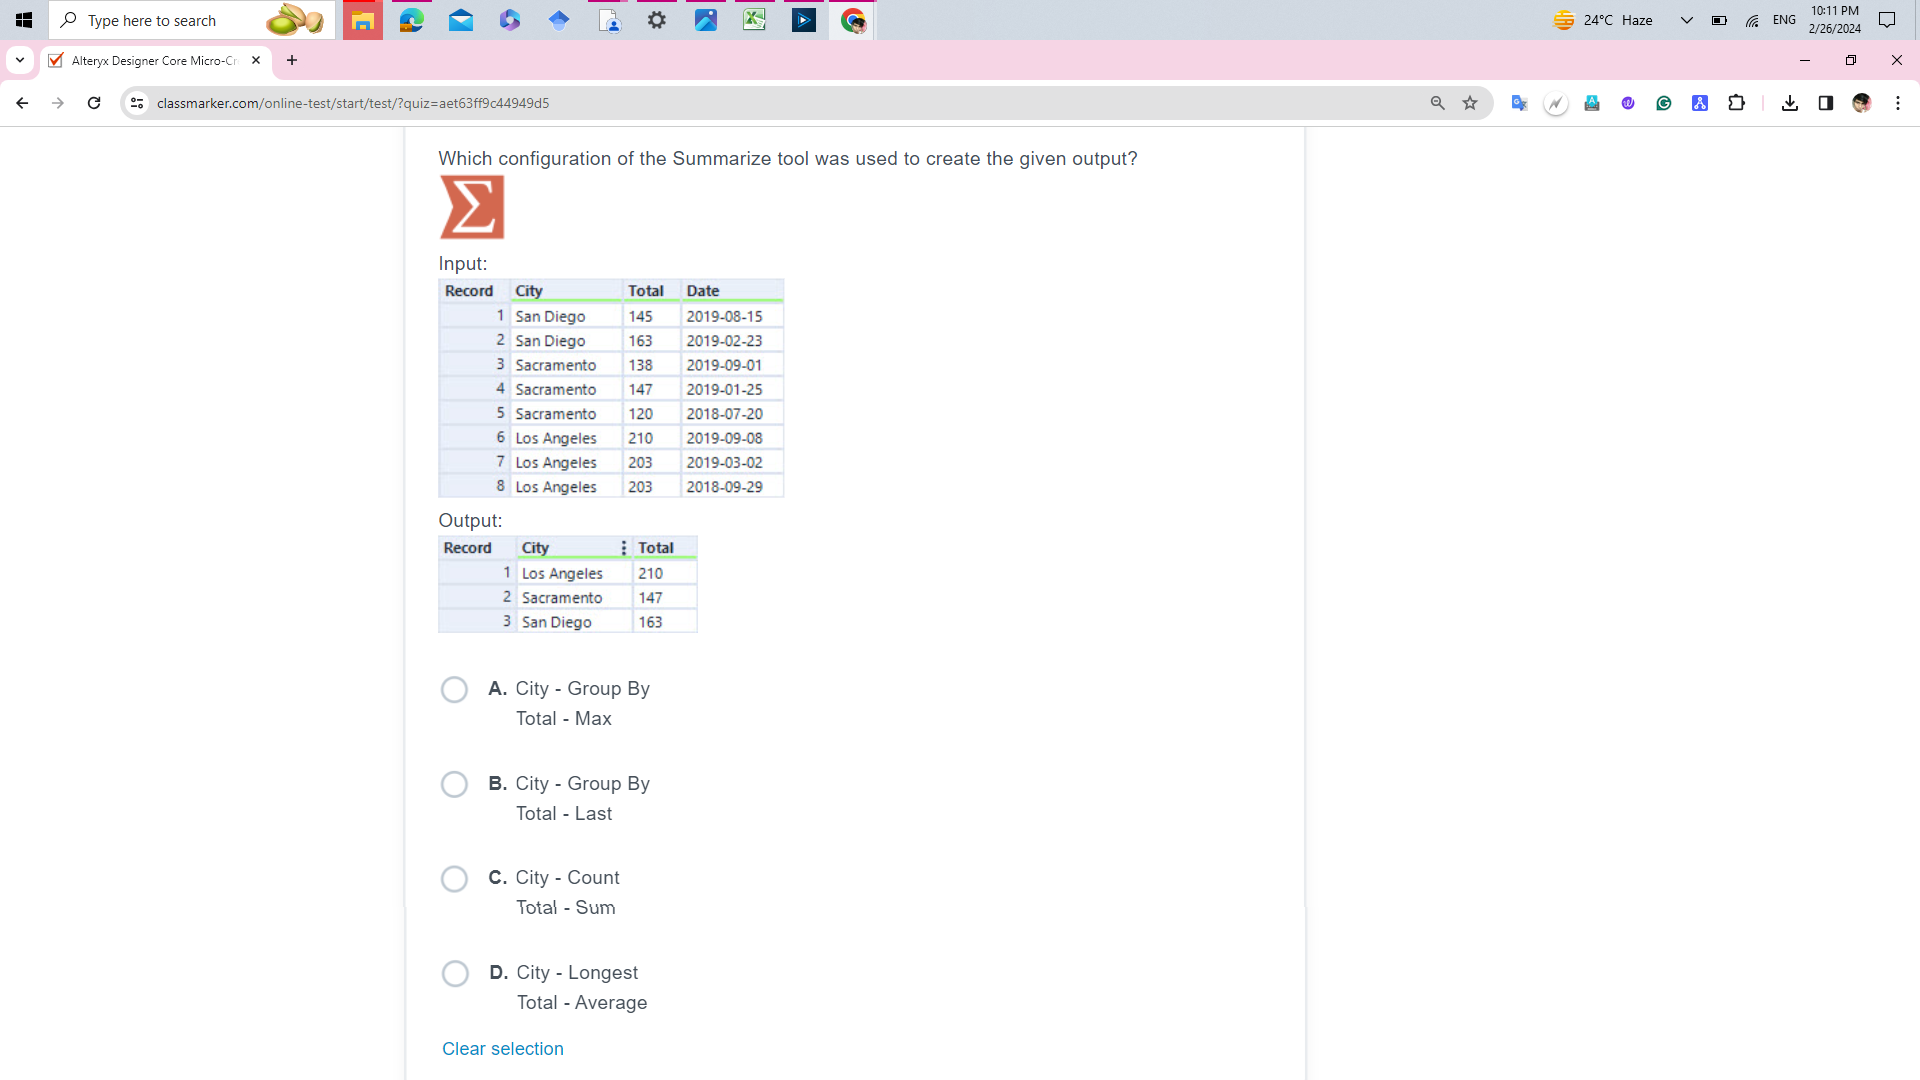 Type here to search
24°C Haze
ENG
10:11 PM
2/26/2024
Alteryx Designer Core Micro-Cr
classmarker.com/online-test/start/test/?quiz=aet63ff9c44949d5
Which configuration of the Summarize tool was used to create the given output?
Σ
Input:
Record City Total Date
1 San Diego 145 2019-08-15
2 San Diego 163 2019-02-23
3 Sacramento 138 2019-09-01
4 Sacramento 147 2019-01-25
5 Sacramento 120 2018-07-20
6 Los Angeles 210 2019-09-08
7 Los Angeles 203 2019-03-02
8 Los Angeles 203 2018-09-29
Output:
Record City Total
1 Los Angeles 210
2 Sacramento 147
3 San Diego 163
A. City - Group By
Total - Max
B. City - Group By
Total - Last
C. City - Count
Total - Sum
D. City - Longest
Total - Average
Clear selection